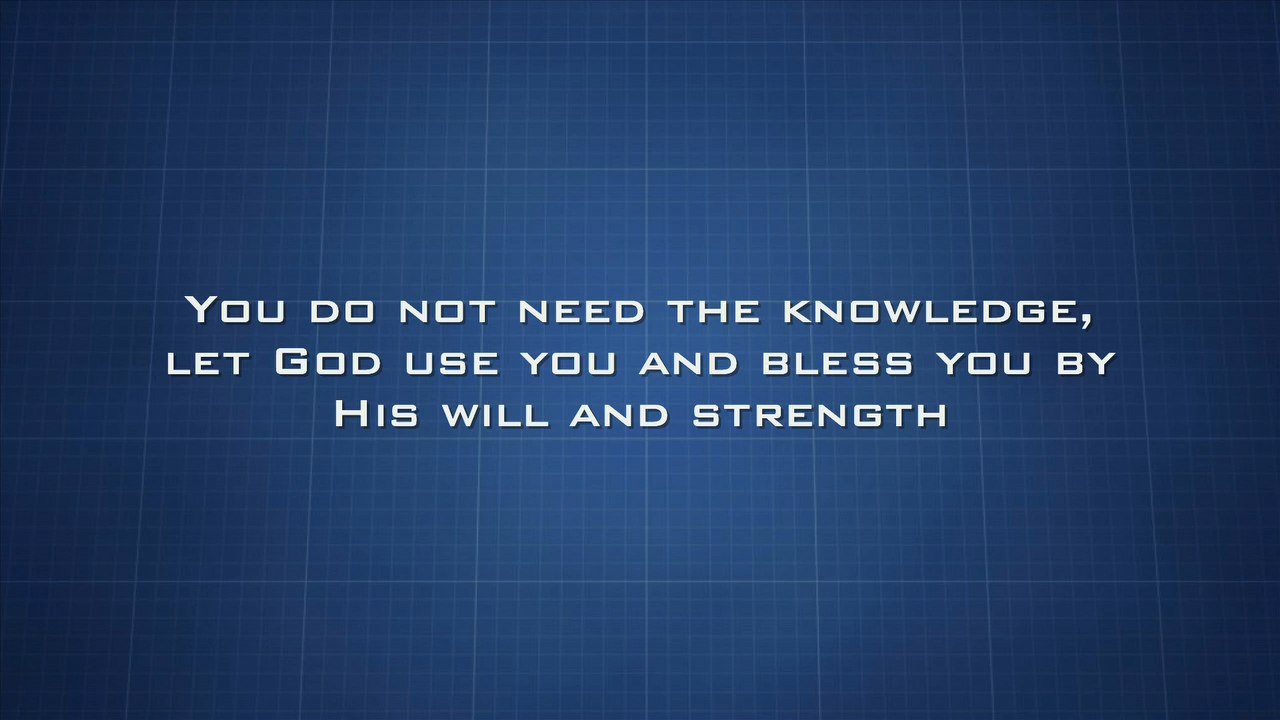 You do not need the knowledge,
let God use you and bless you by
His will and strength